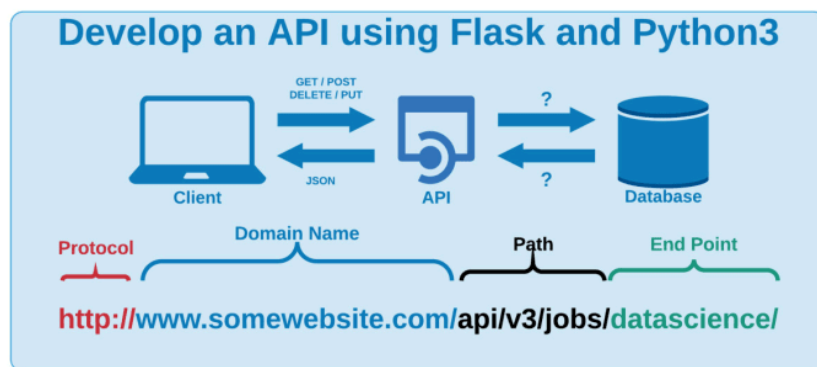 Develop an API using Flask and Python3
GET / POST
DELETE / PUT
?
JSON
?
Client
API
Database
Protocol
Domain Name
Path
End Point
http://www.somewebsite.com/api/v3/jobs/datascience/